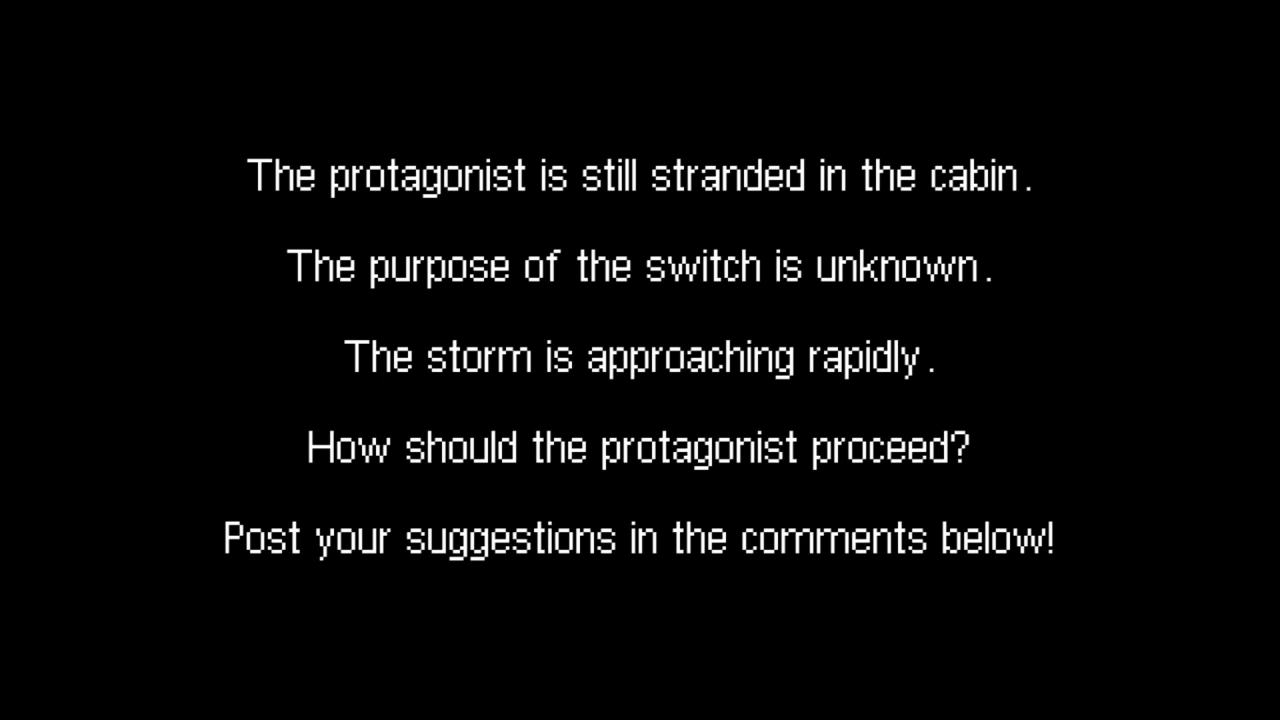 The protagonist is still stranded in the cabin.
The purpose of the switch is unknown.
The storm is approaching rapidly.
How should the protagonist proceed?
Post your suggestions in the comments below!